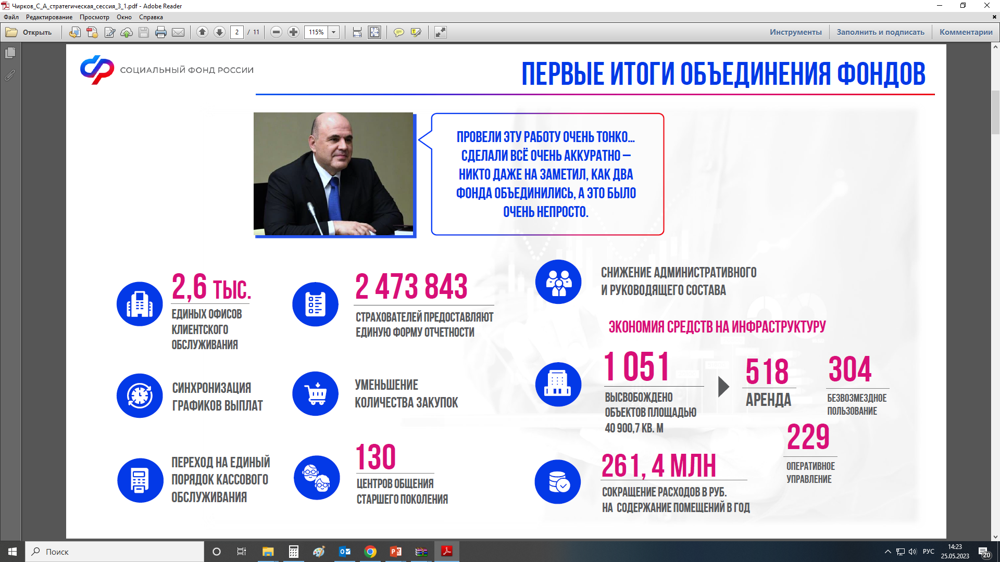 Чирков_С_А_стратегическая_сессия_3_1.pdf - Adobe Reader
Файл Редактирование Просмотр Окно Справка
Открыть 2 / 11 115% Инструменты Заполнить и подписать Комментарии
СОЦИАЛЬНЫЙ ФОНД РОССИИ
ПЕРВЫЕ ИТОГИ ОБЪЕДИНЕНИЯ ФОНДОВ
ПРОВЕЛИ ЭТУ РАБОТУ ОЧЕНЬ ТОНКО...
СДЕЛАЛИ ВСЁ ОЧЕНЬ АККУРАТНО –
НИКТО ДАЖЕ НА ЗАМЕТИЛ, КАК ДВА
ФОНДА ОБЪЕДИНИЛИСЬ, А ЭТО БЫЛО
ОЧЕНЬ НЕПРОСТО.
2,6 ТЫС.
ЕДИНЫХ ОФИСОВ
КЛИЕНТСКОГО
ОБСЛУЖИВАНИЯ
2 473 843
СТРАХОВАТЕЛЕЙ ПРЕДОСТАВЛЯЮТ
ЕДИНУЮ ФОРМУ ОТЧЕТНОСТИ
СНИЖЕНИЕ АДМИНИСТРАТИВНОГО
И РУКОВОДЯЩЕГО СОСТАВА
ЭКОНОМИЯ СРЕДСТВ НА ИНФРАСТРУКТУРУ
СИНХРОНИЗАЦИЯ
ГРАФИКОВ ВЫПЛАТ
УМЕНЬШЕНИЕ
КОЛИЧЕСТВА ЗАКУПОК
1 051
ВЫСВОБОЖДЕНО
ОБЪЕКТОВ ПЛОЩАДЬЮ
40 900,7 КВ. М
518
АРЕНДА
304
БЕЗВОЗМЕЗДНОЕ
ПОЛЬЗОВАНИЕ
229
ОПЕРАТИВНОЕ
УПРАВЛЕНИЕ
ПЕРЕХОД НА ЕДИНЫЙ
ПОРЯДОК КАССОВОГО
ОБСЛУЖИВАНИЯ
130
ЦЕНТРОВ ОБЩЕНИЯ
СТАРШЕГО ПОКОЛЕНИЯ
261, 4 МЛН
СОКРАЩЕНИЕ РАСХОДОВ В РУБ.
НА СОДЕРЖАНИЕ ПОМЕЩЕНИЙ В ГОД
Поиск
РУС
14:23
25.05.2023
20